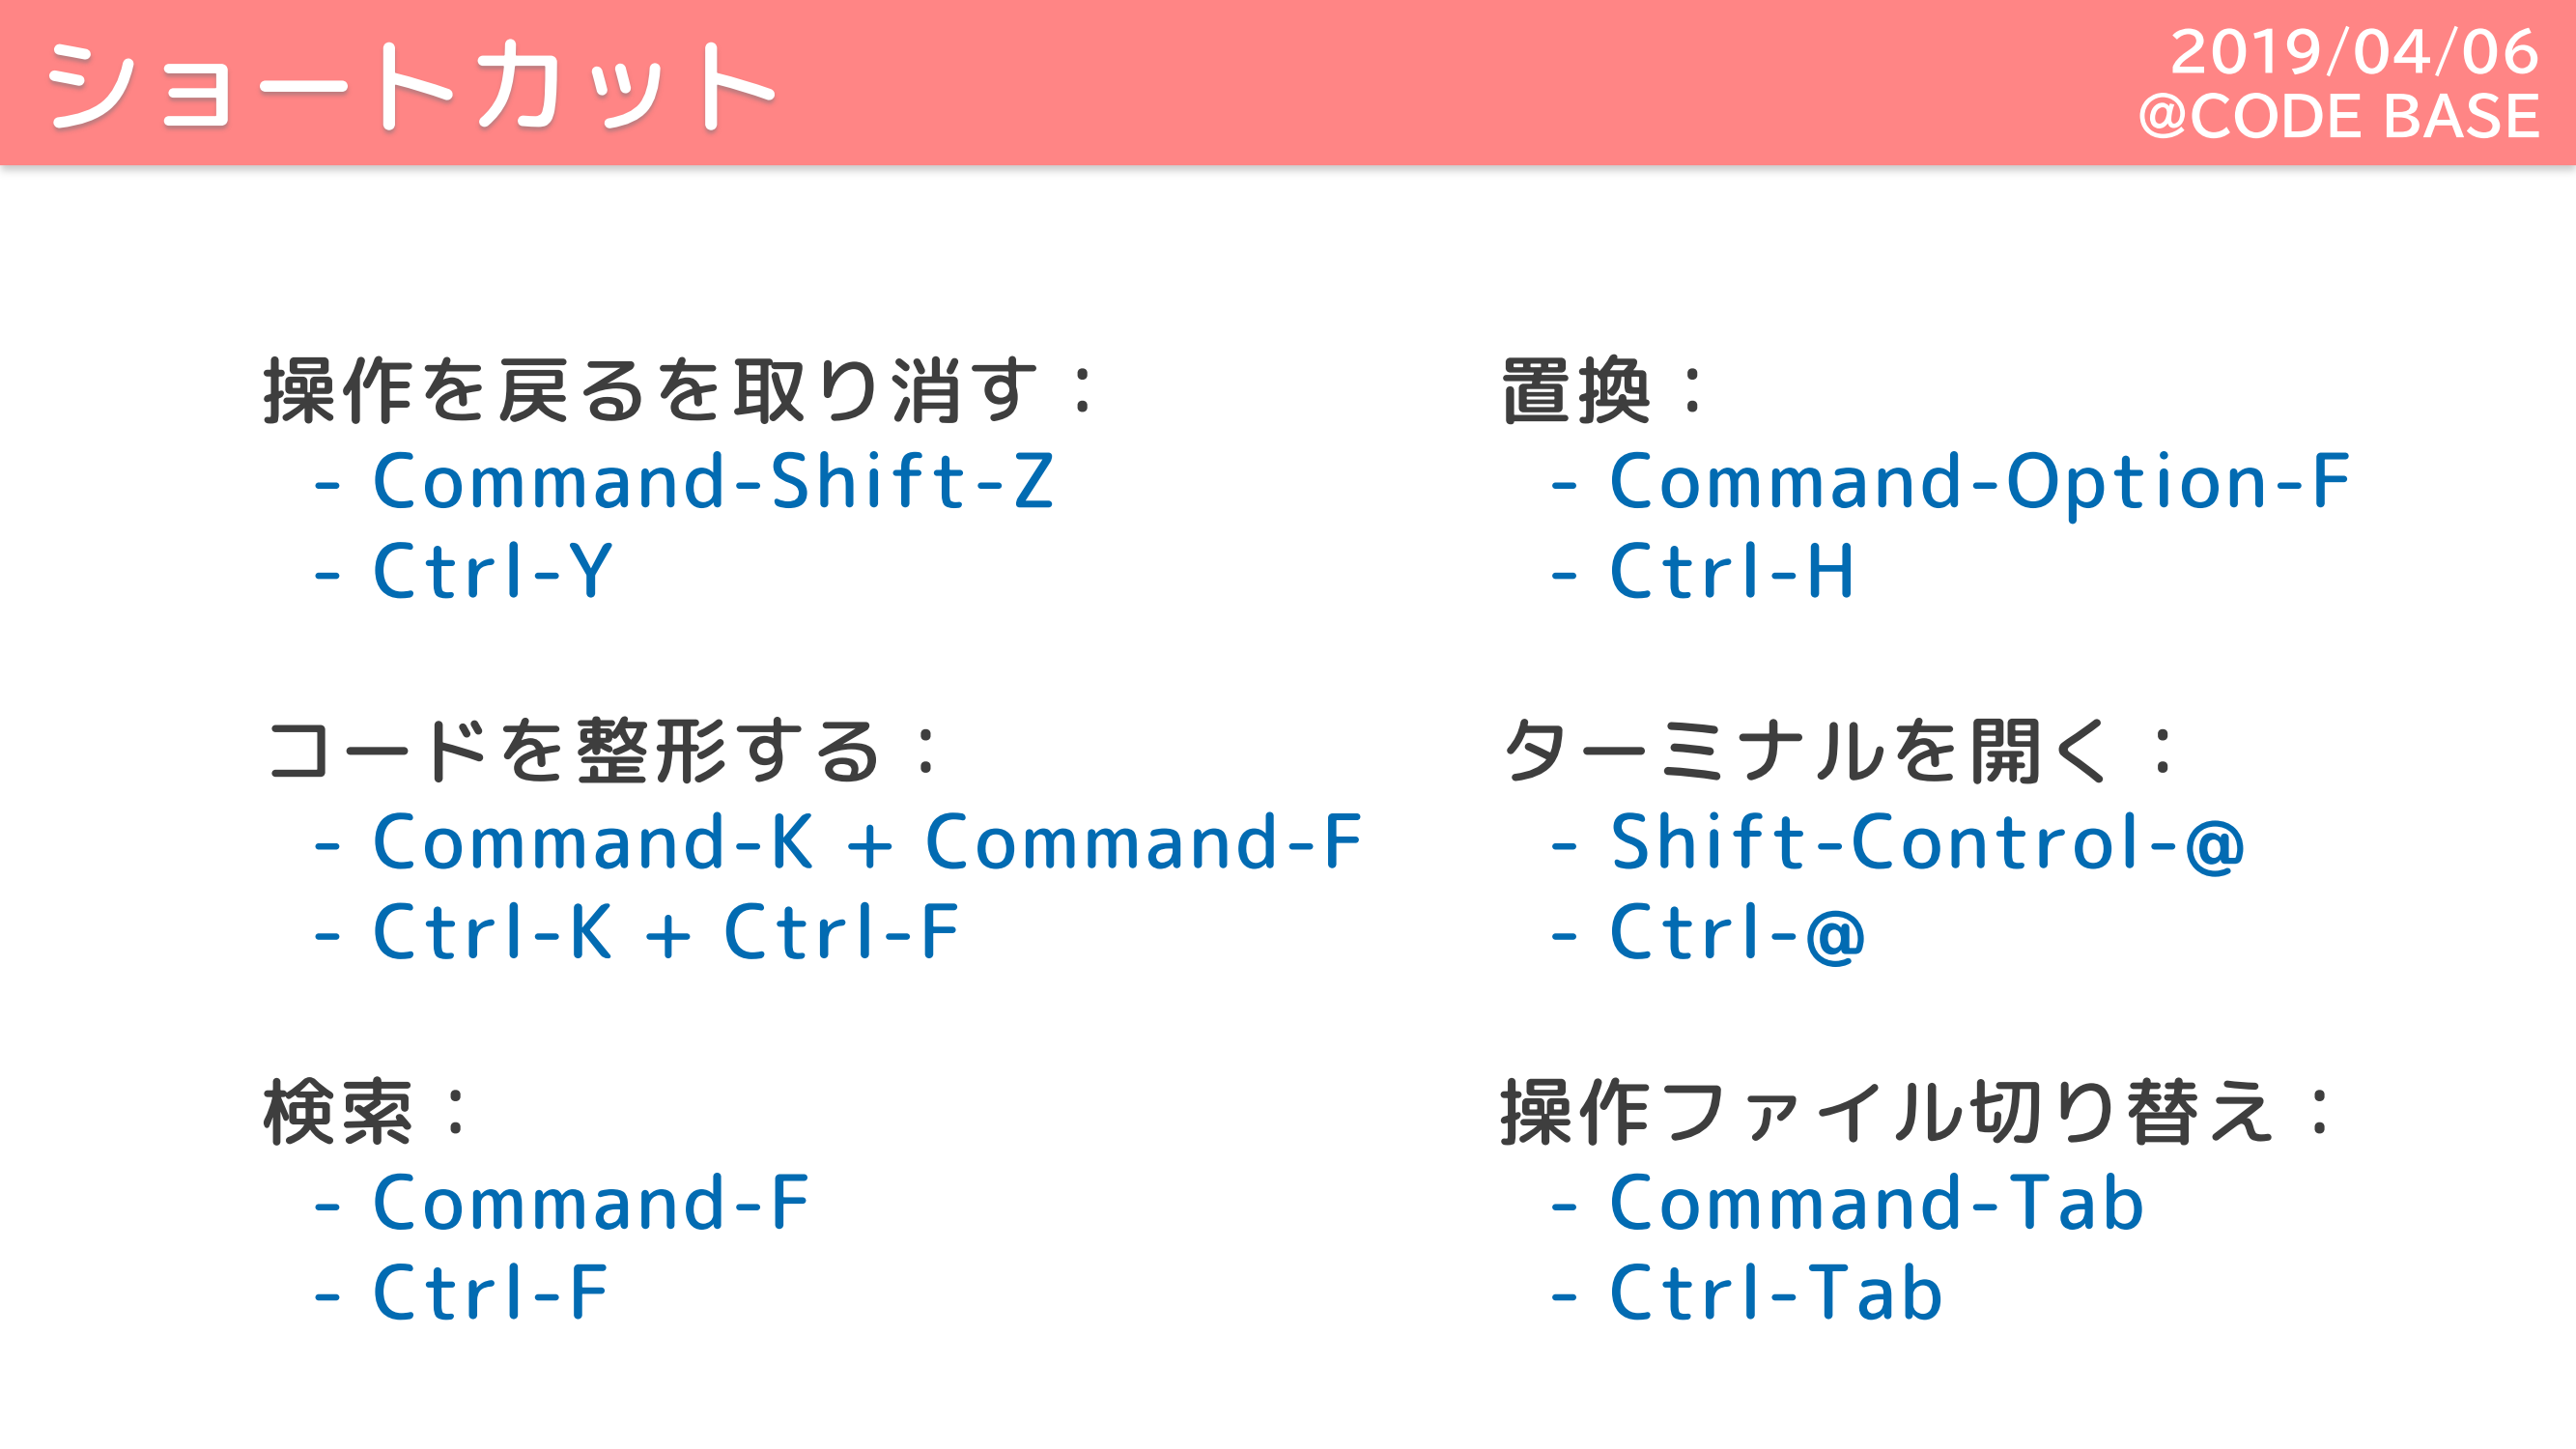 ショートカット
2019/04/06
@CODE BASE
操作を戻るを取り消す：
- Command-Shift-Z
- Ctrl-Y
コードを整形する：
- Command-K + Command-F
- Ctrl-K + Ctrl-F
検索：
- Command-F
- Ctrl-F
置換：
- Command-Option-F
- Ctrl-H
ターミナルを開く：
- Shift-Control-@
- Ctrl-@
操作ファイル切り替え：
- Command-Tab
- Ctrl-Tab